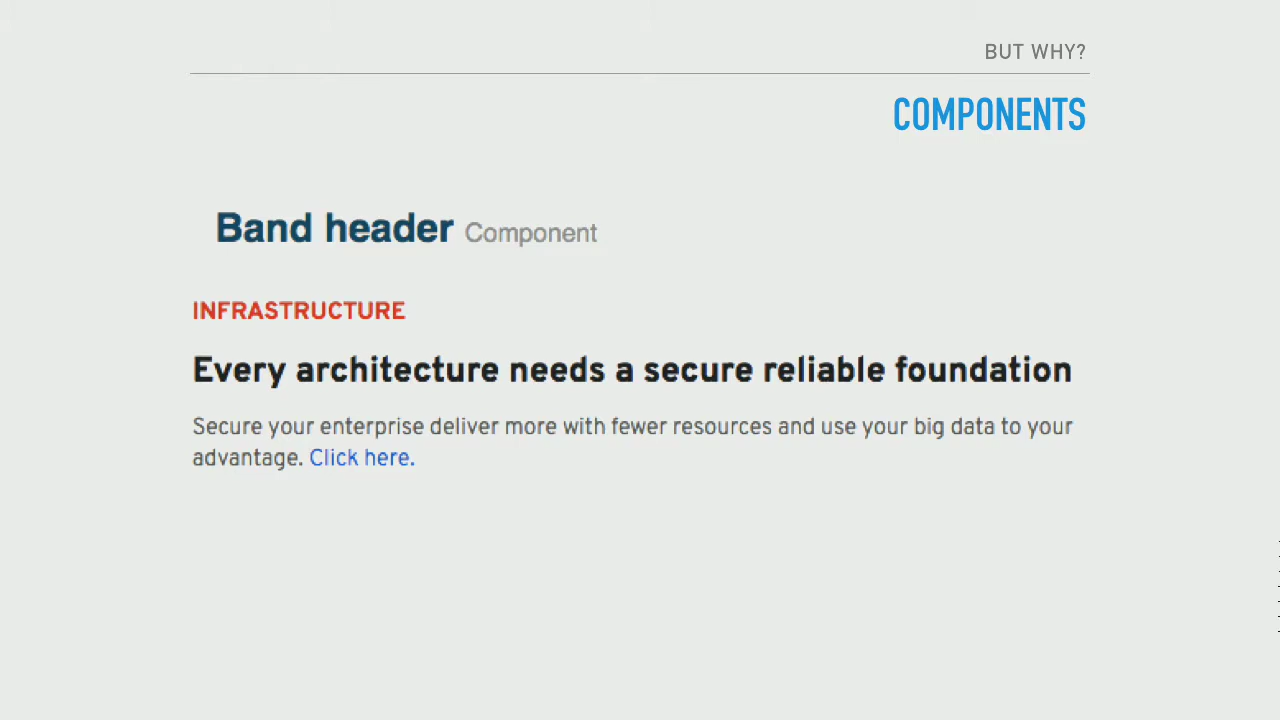 BUT WHY?
COMPONENTS
Band header Component
INFRASTRUCTURE
Every architecture needs a secure reliable foundation
Secure your enterprise deliver more with fewer resources and use your big data to your
advantage. Click here.